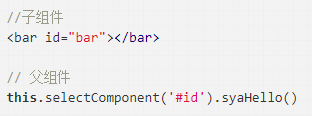 //子组件
<bar id="bar"></bar>
// 父组件
this.selectComponent('#id').syaHello()